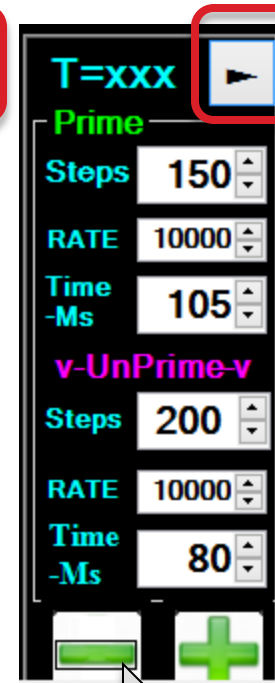 T=xxx
Prime
Steps 150
RATE 10000
Time
-Ms 105
v-UnPrime-v
Steps 200
RATE 10000
Time
-Ms 80